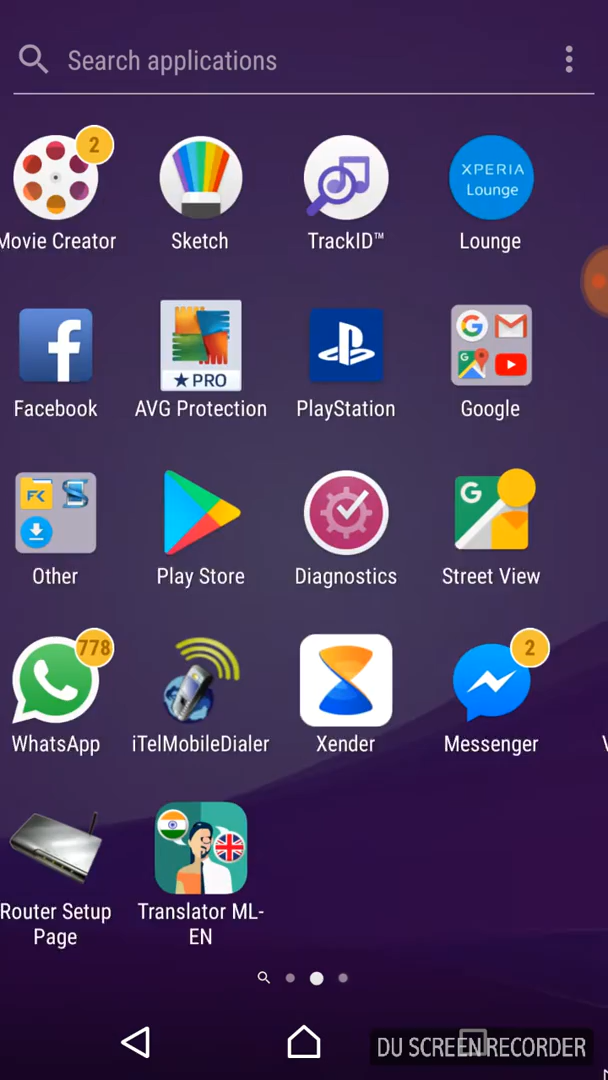 Search applications
2
XPERIA
Lounge
Movie Creator
Sketch
TrackID™
Lounge
★ PRO
Facebook
AVG Protection
PlayStation
Google
FK
Other
Play Store
Diagnostics
Street View
778
2
WhatsApp
iTelMobileDialer
Xender
Messenger
Router Setup
Page
Translator ML-
EN
DU SCREEN RECORDER